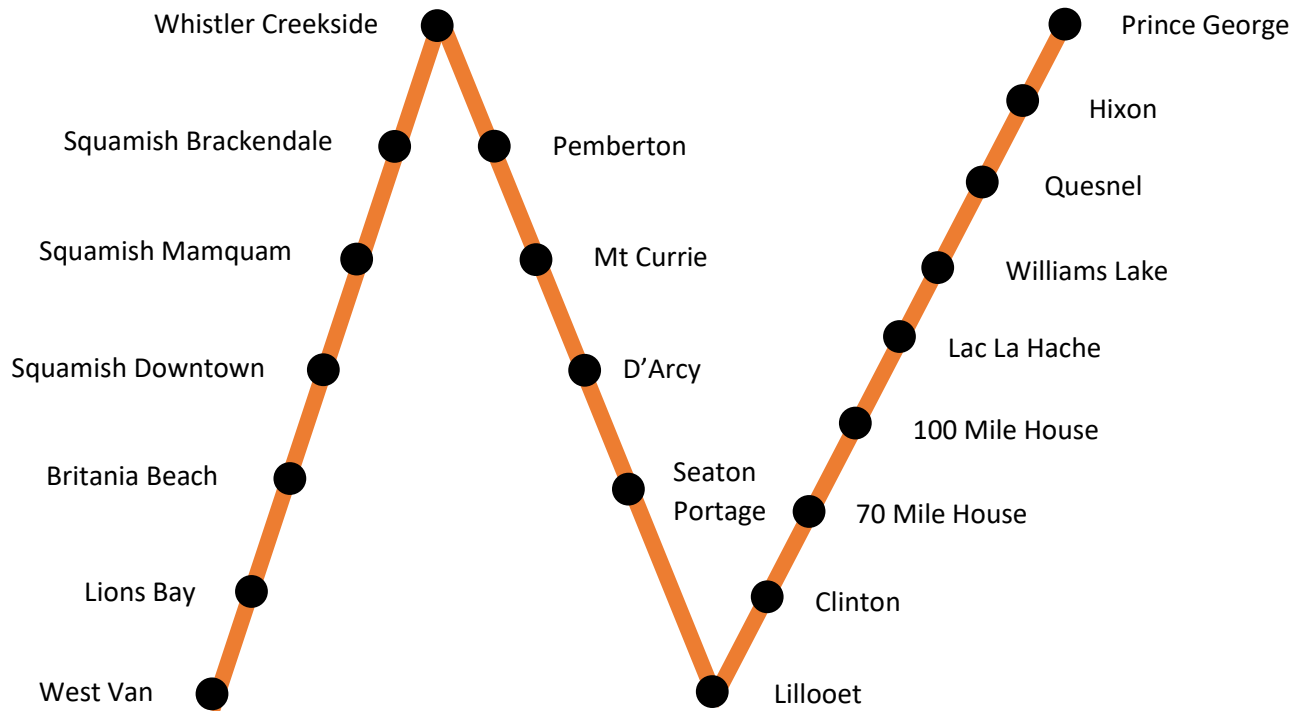 Whistler Creekside
Prince George
Hixon
Squamish Brackendale
Pemberton
Quesnel
Squamish Mamquam
Mt Currie
Williams Lake
Lac La Hache
Squamish Downtown
D'Arcy
100 Mile House
Britania Beach
Seaton
Portage
70 Mile House
Lions Bay
Clinton
West Van
Lillooet